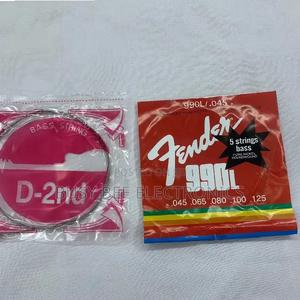 BASS STRING
D-2nd
990L/.045
Fender
5 strings
bass
990L
.045 .065 .080 .100 .125